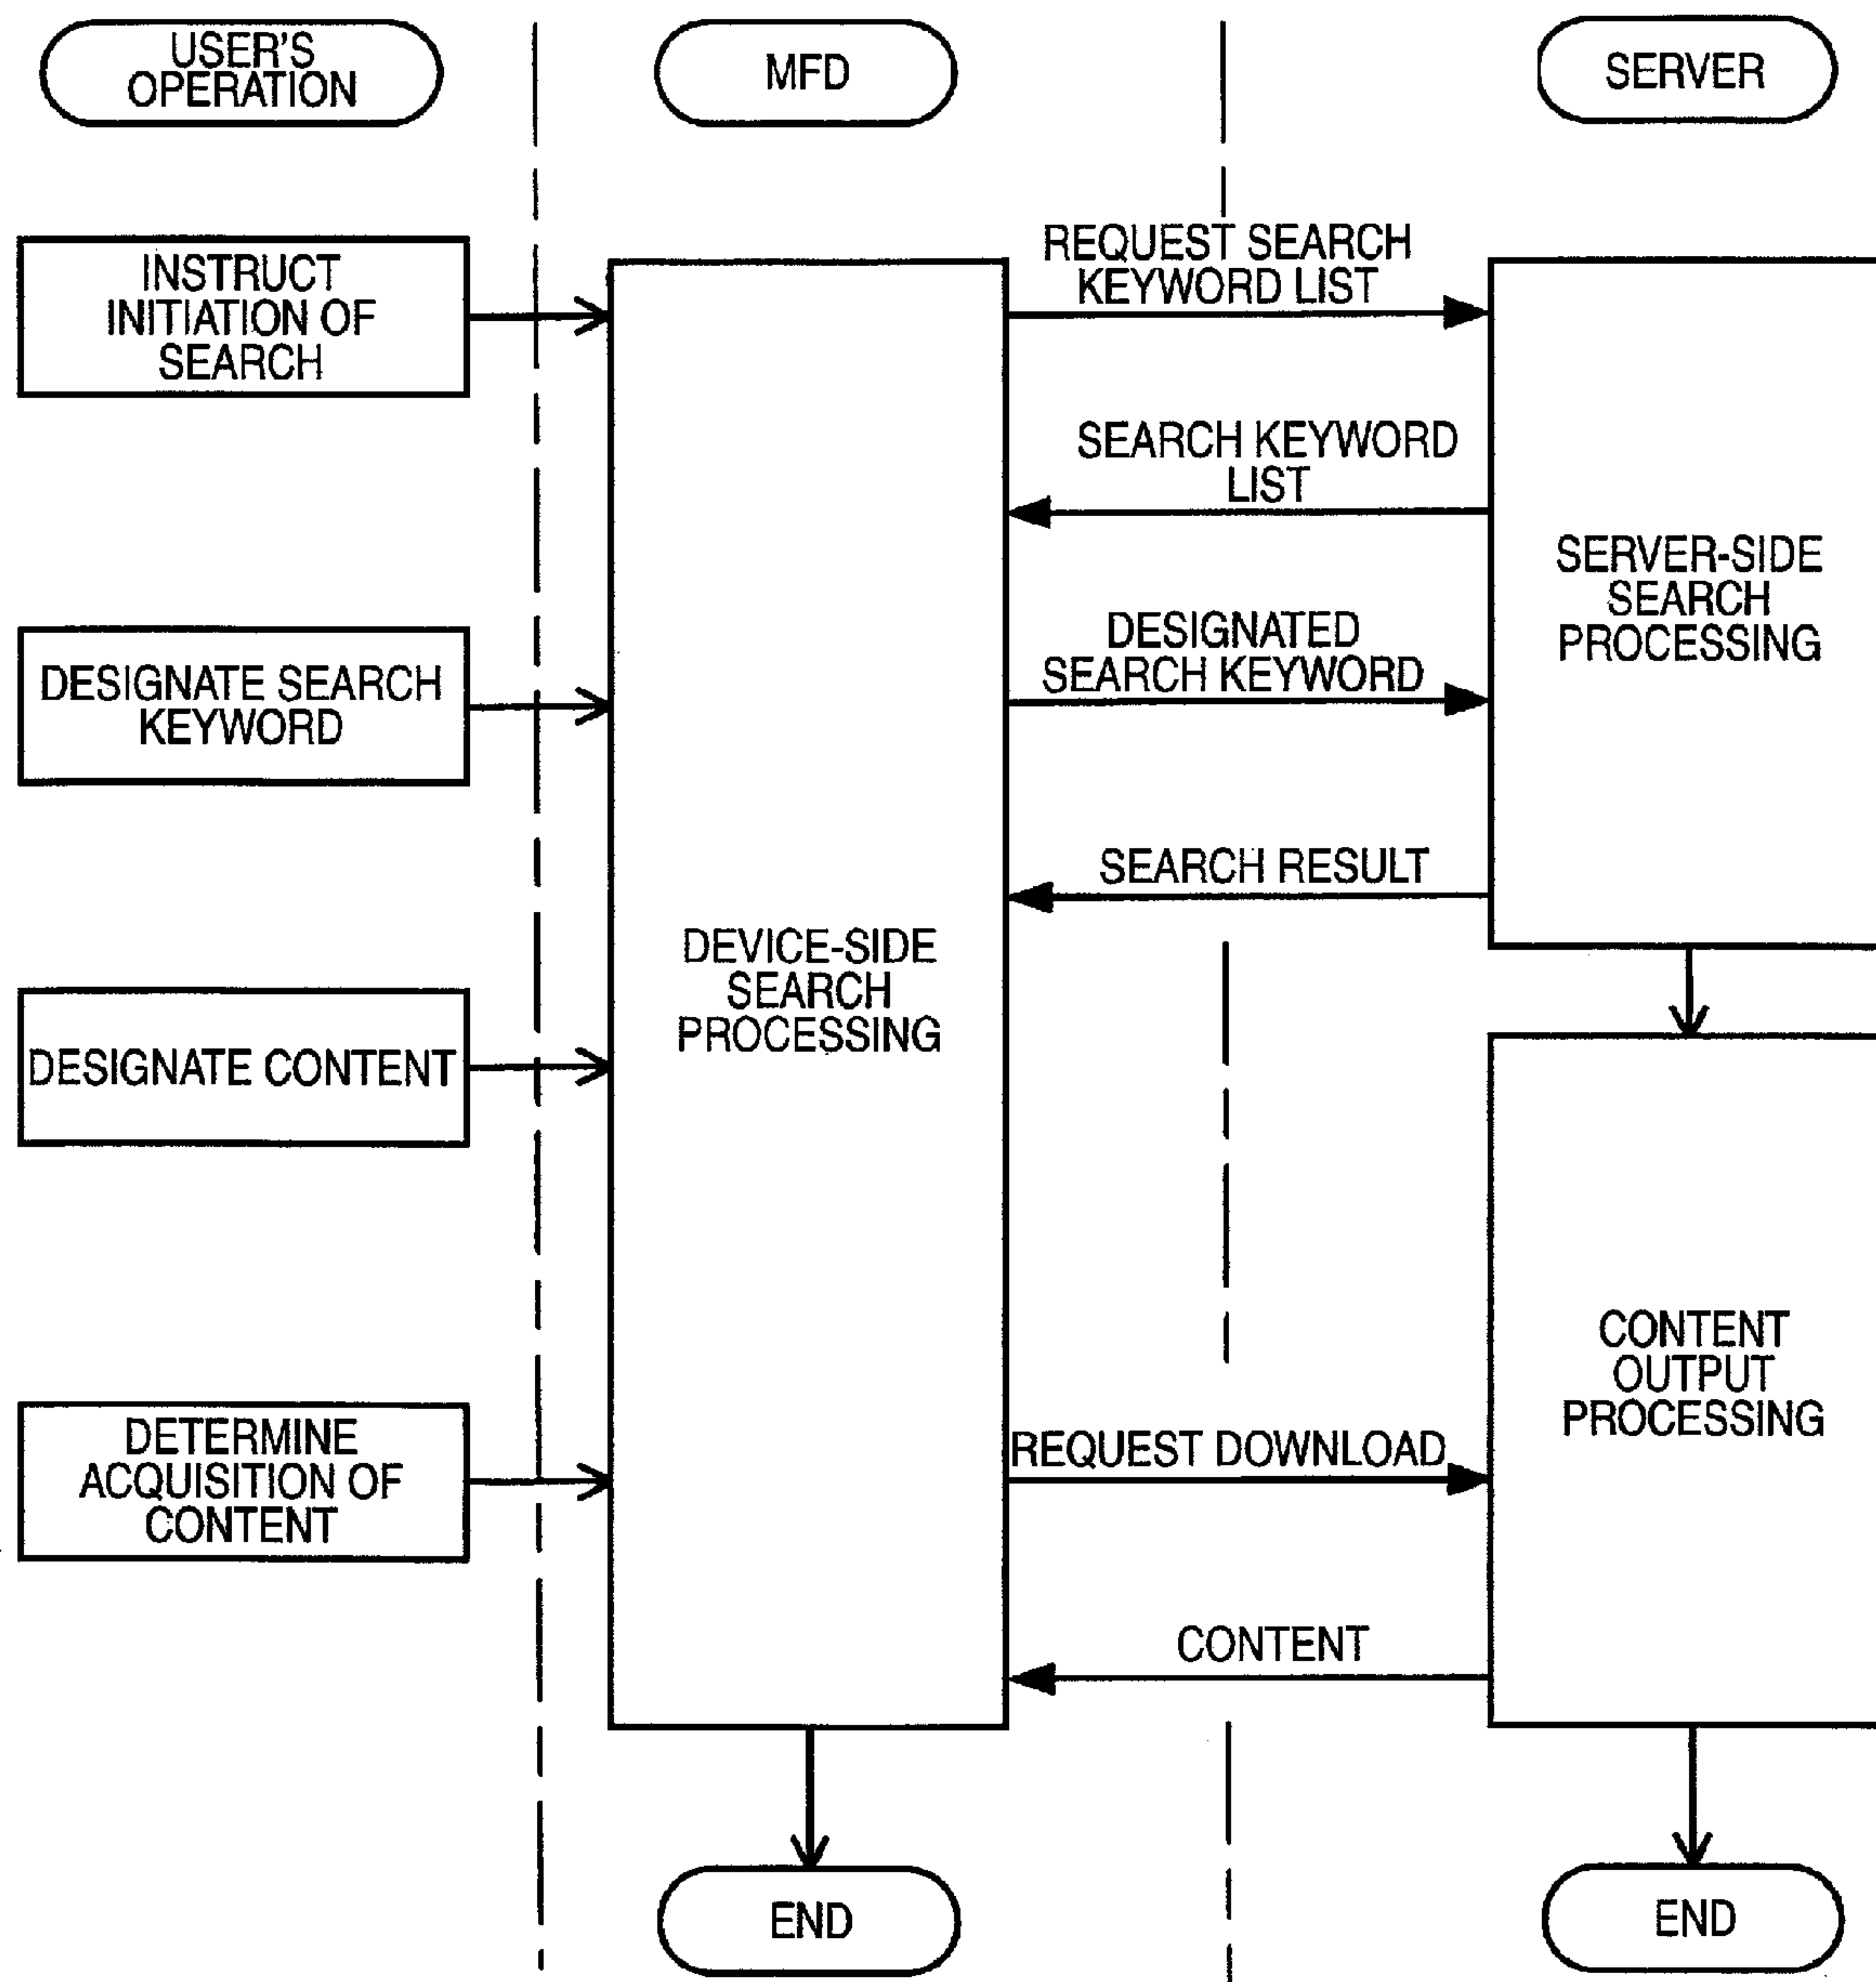 USER'S
OPERATION
MFD
SERVER
INSTRUCT
INITIATION OF
SEARCH
REQUEST SEARCH
KEYWORD LIST
SEARCH KEYWORD
LIST
SERVER-SIDE
SEARCH
PROCESSING
DESIGNATE SEARCH
KEYWORD
DESIGNATED
SEARCH KEYWORD
SEARCH RESULT
DEVICE-SIDE
SEARCH
PROCESSING
DESIGNATE CONTENT
CONTENT
OUTPUT
PROCESSING
DETERMINE
ACQUISITION OF
CONTENT
REQUEST DOWNLOAD
CONTENT
END
END